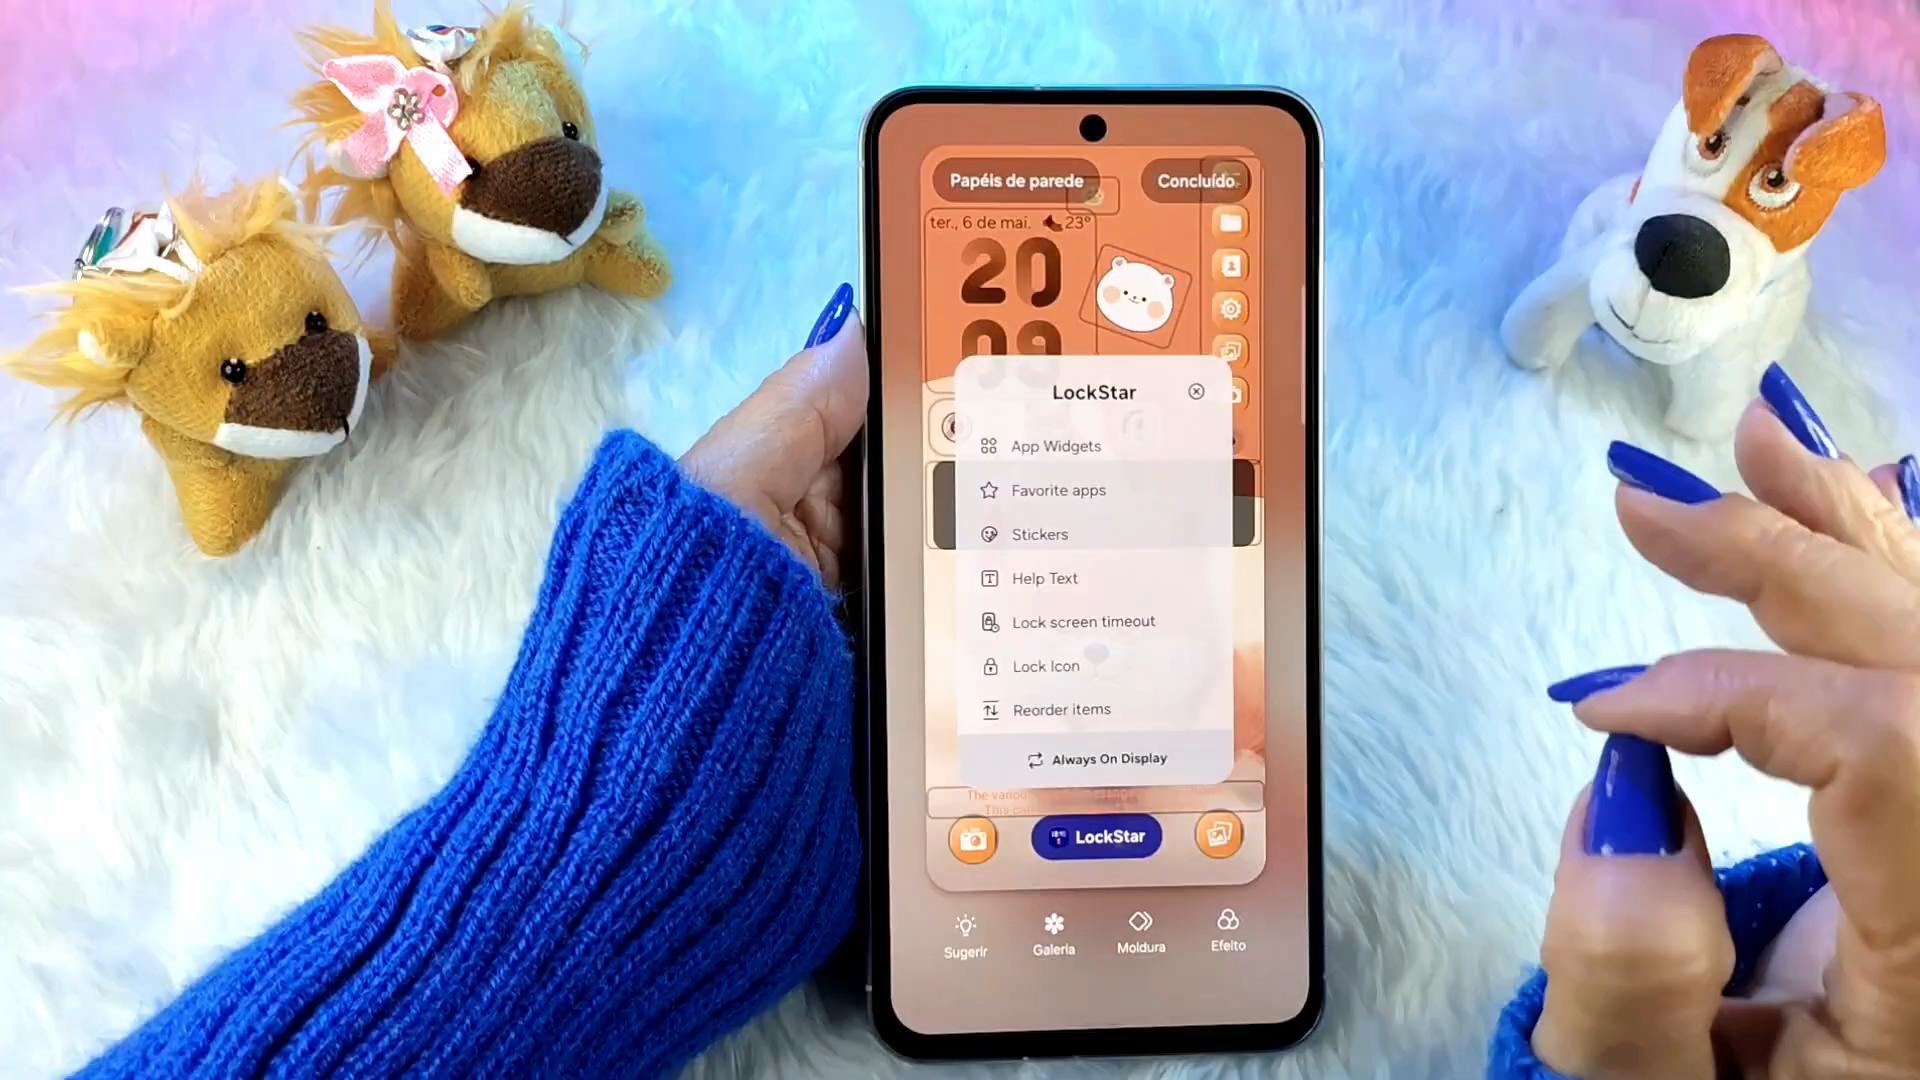 Papéis de parede
Concluído
ter., 6 de mai. 23°
20
09
LockStar
App Widgets
Favorite apps
Stickers
Help Text
Lock screen timeout
Lock Icon
Reorder items
Always On Display
LockStar
Sugerir
Galeria
Moldura
Efeito